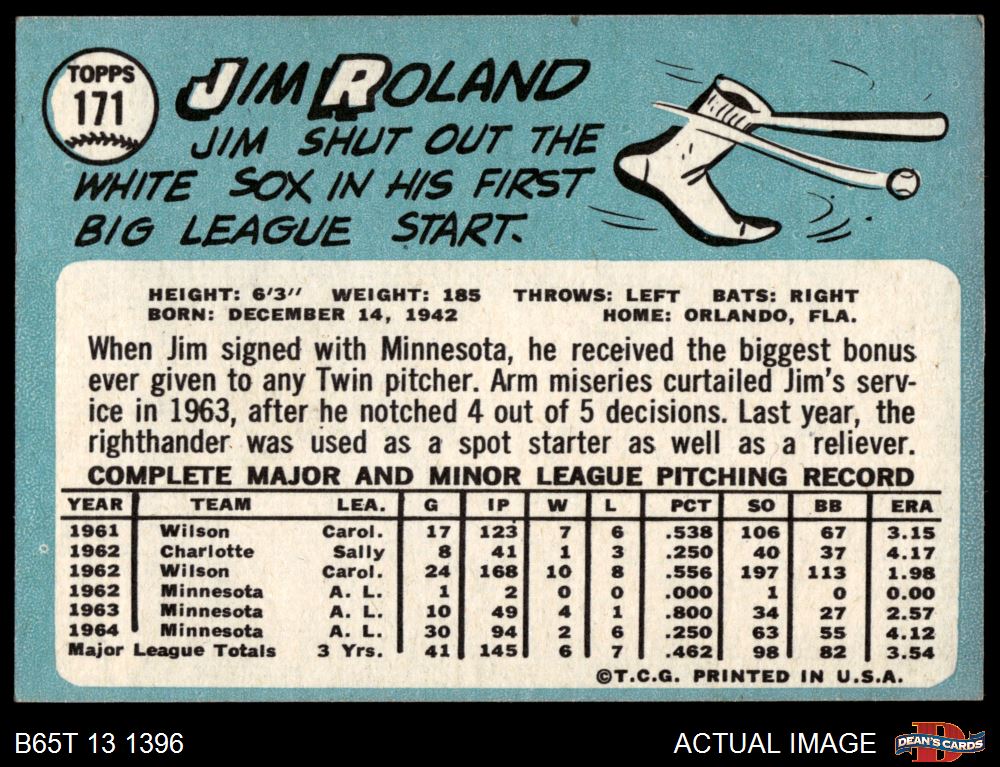 TOPPS
171
JIM ROLAND
JIM SHUT OUT THE
WHITE SOX IN HIS FIRST
BIG LEAGUE START.
HEIGHT: 6'3" WEIGHT: 185 THROWS: LEFT BATS: RIGHT
BORN: DECEMBER 14, 1942 HOME: ORLANDO, FLA.
When Jim signed with Minnesota, he received the biggest bonus
ever given to any Twin pitcher. Arm miseries curtailed Jim's serv-
ice in 1963, after he notched 4 out of 5 decisions. Last year, the
righthander was used as a spot starter as well as a reliever.
COMPLETE MAJOR AND MINOR LEAGUE PITCHING RECORD
YEAR TEAM LEA. G IP W L PCT SO BB ERA
1961 Wilson Carol. 17 123 7 6 .538 106 67 3.15
1962 Charlotte Sally 8 41 1 3 .250 40 37 4.17
1962 Wilson Carol. 24 168 10 8 .556 197 113 1.98
1962 Minnesota A. L. 1 2 0 0 .000 1 0 0.00
1963 Minnesota A. L. 10 49 4 1 .800 34 27 2.57
1964 Minnesota A. L. 30 94 2 6 .250 63 55 4.12
Major League Totals 3 Yrs. 41 145 6 7 .462 98 82 3.54
©T.C.G. PRINTED IN U.S.A.
B65T 13 1396
ACTUAL IMAGE
D
DEAN'S CARDS